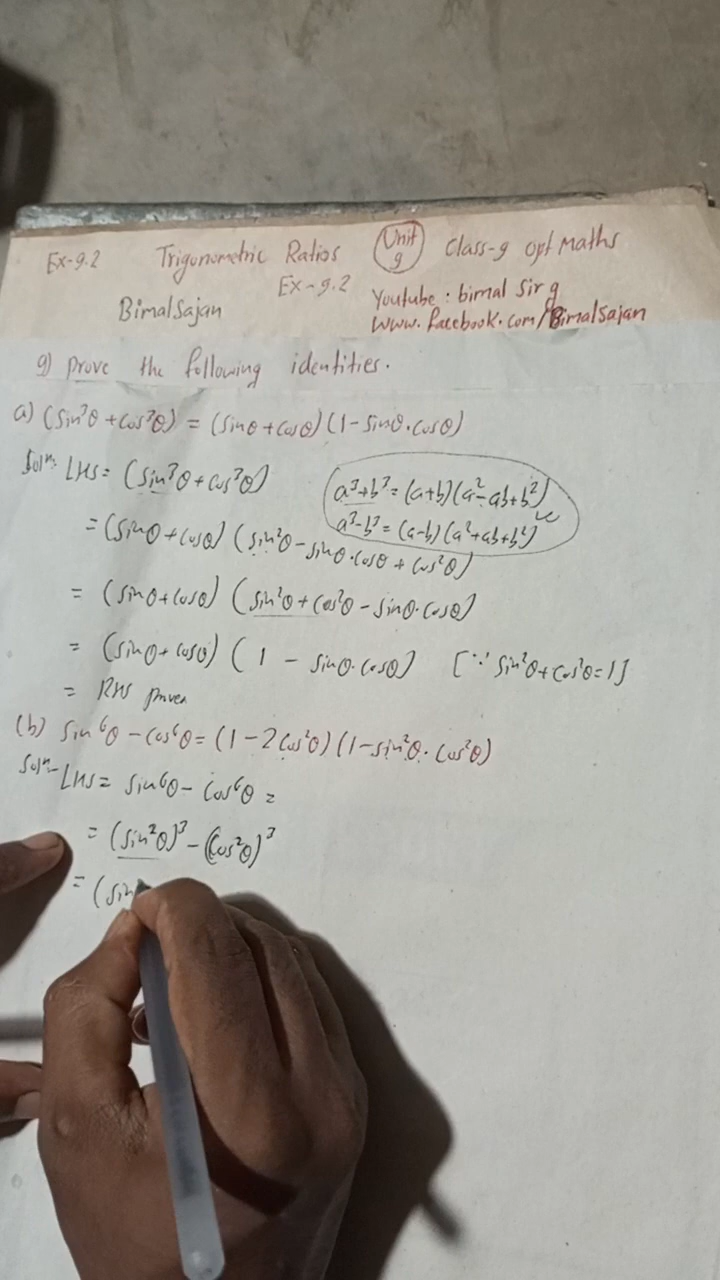 Ex-9.2 Trigonometric Ratios Unit 9 Class-9 opt Maths
Ex-9.2
BimalSajan Youtube : bimal Sir g
www.facebook.com/BimalSajan
9) Prove the following identities.
a) (Sin³θ + Cos³θ) = (Sinθ + Cosθ) (1 - Sinθ·Cosθ)
Solⁿ- LHS = (Sin³θ + Cos³θ)
a³+b³ = (a+b)(a²-ab+b²)
a³-b³ = (a-b)(a²+ab+b²)
= (Sinθ + Cosθ) (Sin²θ - Sinθ·Cosθ + Cos²θ)
= (Sinθ + Cosθ) (Sin²θ + Cos²θ - Sinθ·Cosθ)
= (Sinθ + Cosθ) (1 - Sinθ·Cosθ) [∵ Sin²θ + Cos²θ = 1]
= RHS proven
(b) Sin⁶θ - Cos⁶θ = (1 - 2Cos²θ) (1 - Sin²θ·Cos²θ)
Solⁿ- LHS = Sin⁶θ - Cos⁶θ =
= (Sin²θ)³ - (Cos²θ)³
= (Sin